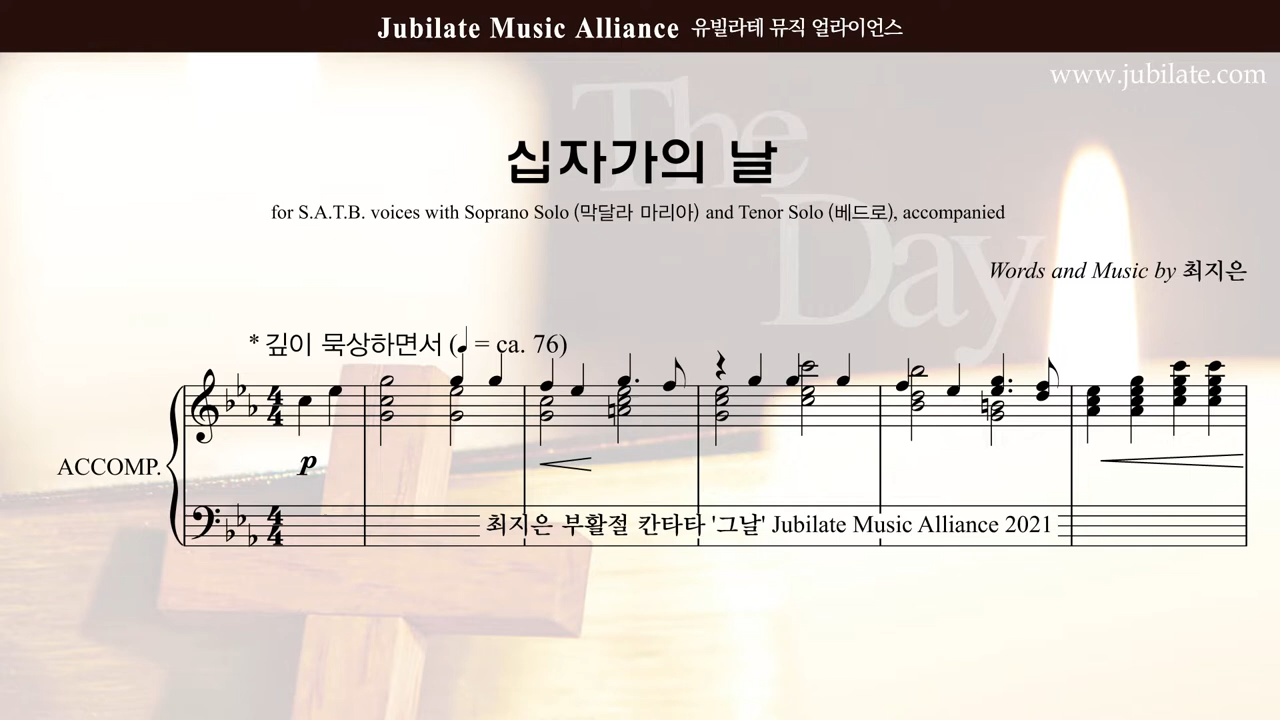 Jubilate Music Alliance 유빌라테 뮤직 얼라이언스
www.jubilate.com
The Day
십자가의 날
for S.A.T.B. voices with Soprano Solo (막달라 마리아) and Tenor Solo (베드로), accompanied
Words and Music by 최지은
* 깊이 묵상하면서 (♩ = ca. 76)
ACCOMP.
p
최지은 부활절 칸타타 '그날' Jubilate Music Alliance 2021